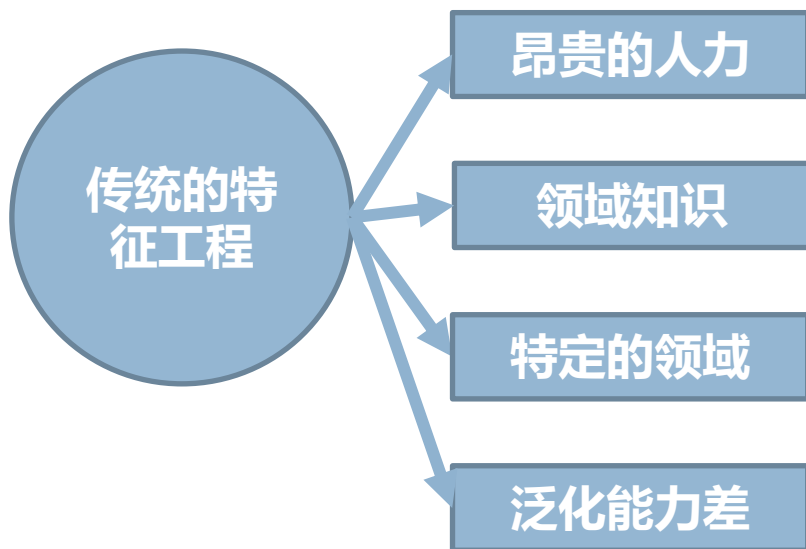 传统的特
征工程
昂贵的人力
领域知识
特定的领域
泛化能力差